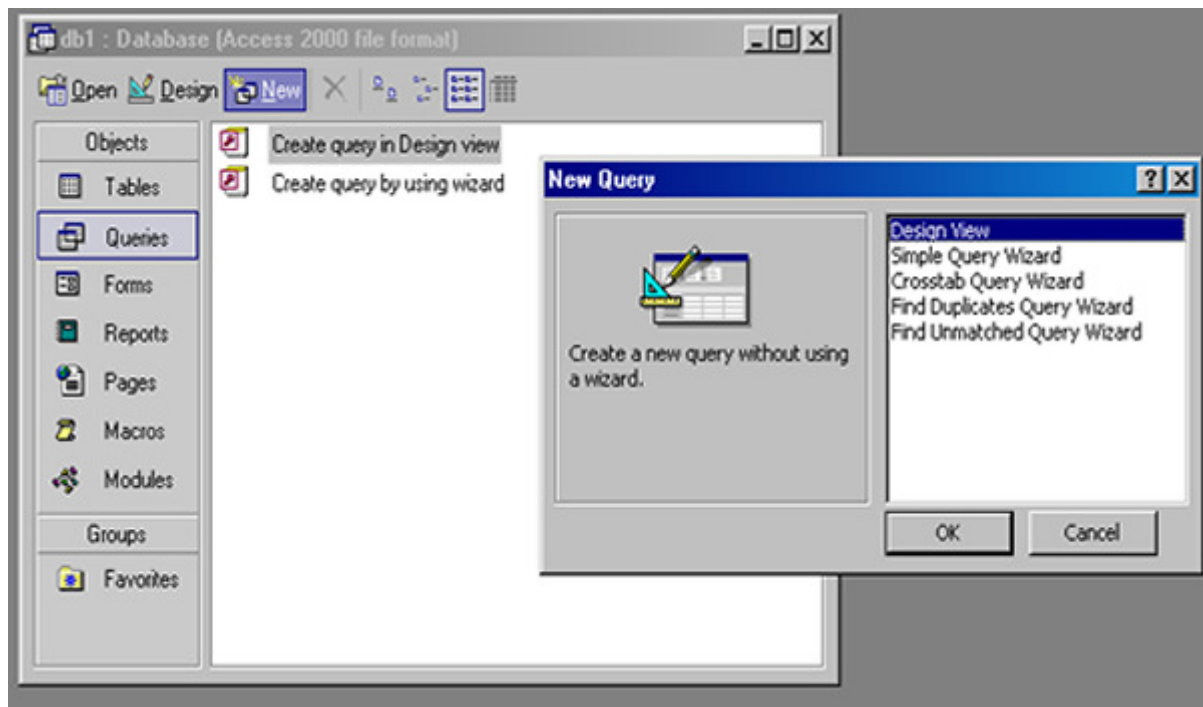 db1 : Database (Access 2000 file format)
Open Design New
Objects
Tables
Queries
Forms
Reports
Pages
Macros
Modules
Groups
Favorites
Create query in Design view
Create query by using wizard
New Query
Create a new query without using
a wizard.
Design View
Simple Query Wizard
Crosstab Query Wizard
Find Duplicates Query Wizard
Find Unmatched Query Wizard
OK Cancel